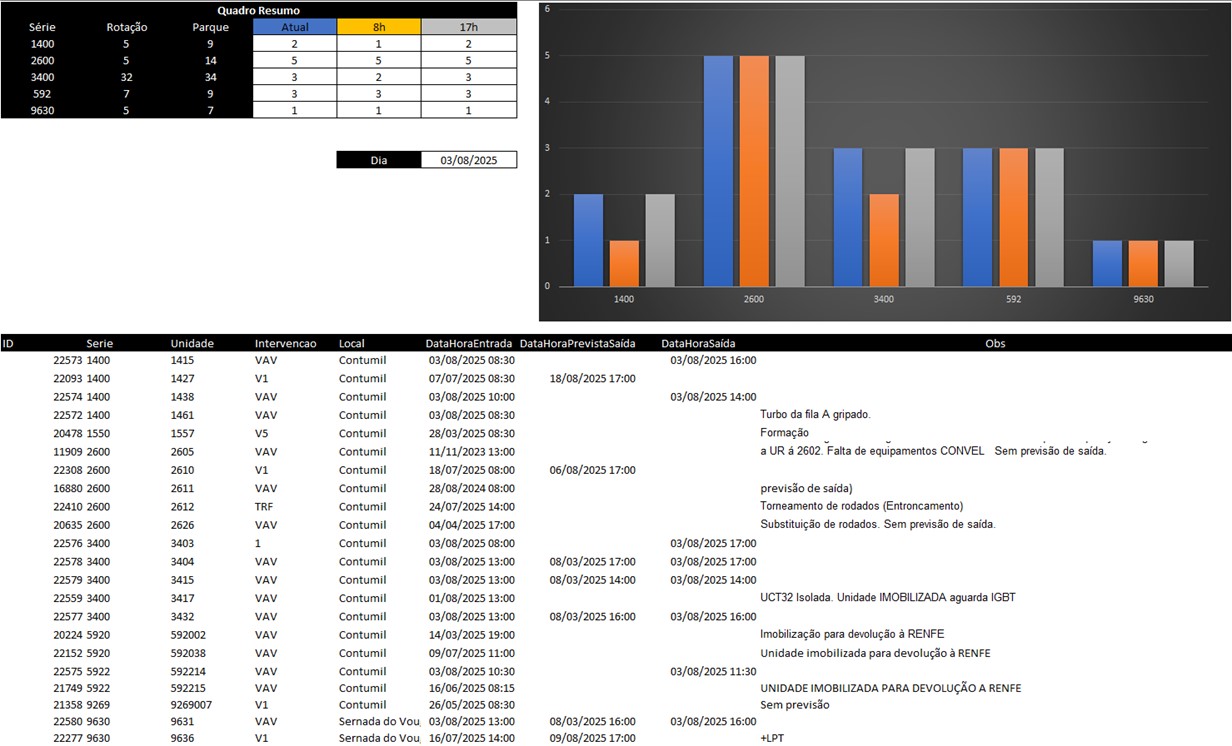 Quadro Resumo
Série Rotação Parque Atual 8h 17h
1400 5 9 2 1 2
2600 5 14 5 5 5
3400 32 34 3 2 3
592 7 9 3 3 3
9630 5 7 1 1 1
Dia 03/08/2025
6
5
4
3
2
1
0
1400 2600 3400 592 9630
ID Serie Unidade Intervencao Local DataHoraEntrada DataHoraPrevistaSaída DataHoraSaída Obs
22573 1400 1415 VAV Contumil 03/08/2025 08:30 03/08/2025 16:00
22093 1400 1427 V1 Contumil 07/07/2025 08:30 18/08/2025 17:00
22574 1400 1438 VAV Contumil 03/08/2025 10:00 03/08/2025 14:00
22572 1400 1461 VAV Contumil 03/08/2025 08:30 Turbo da fila A gripado.
20478 1550 1557 V5 Contumil 28/03/2025 08:30 Formação
11909 2600 2605 VAV Contumil 11/11/2023 13:00 a UR á 2602. Falta de equipamentos CONVEL Sem previsão de saída.
22308 2600 2610 V1 Contumil 18/07/2025 08:00 06/08/2025 17:00
16880 2600 2611 VAV Contumil 28/08/2024 08:00 previsão de saída)
22410 2600 2612 TRF Contumil 24/07/2025 14:00 Torneamento de rodados (Entroncamento)
20635 2600 2626 VAV Contumil 04/04/2025 17:00 Substituição de rodados. Sem previsão de saída.
22576 3400 3403 1 Contumil 03/08/2025 08:00 03/08/2025 17:00
22578 3400 3404 VAV Contumil 03/08/2025 13:00 08/03/2025 17:00 03/08/2025 17:00
22579 3400 3415 VAV Contumil 03/08/2025 13:00 08/03/2025 14:00 03/08/2025 14:00
22559 3400 3417 VAV Contumil 01/08/2025 13:00 UCT32 Isolada. Unidade IMOBILIZADA aguarda IGBT
22577 3400 3432 VAV Contumil 03/08/2025 13:00 08/03/2025 16:00 03/08/2025 16:00
20224 5920 592002 VAV Contumil 14/03/2025 19:00 Imobilização para devolução à RENFE
22152 5920 592038 VAV Contumil 09/07/2025 11:00 Unidade imobilizada para devolução à RENFE
22575 5922 592214 VAV Contumil 03/08/2025 10:30 03/08/2025 11:30
21749 5922 592215 VAV Contumil 16/06/2025 08:15 UNIDADE IMOBILIZADA PARA DEVOLUÇÃO A RENFE
21358 9269 9269007 V1 Contumil 26/05/2025 08:30 Sem previsão
22580 9630 9631 VAV Sernada do Vou 03/08/2025 13:00 08/03/2025 16:00 03/08/2025 16:00
22277 9630 9636 V1 Sernada do Vou 16/07/2025 14:00 09/08/2025 17:00 +LPT